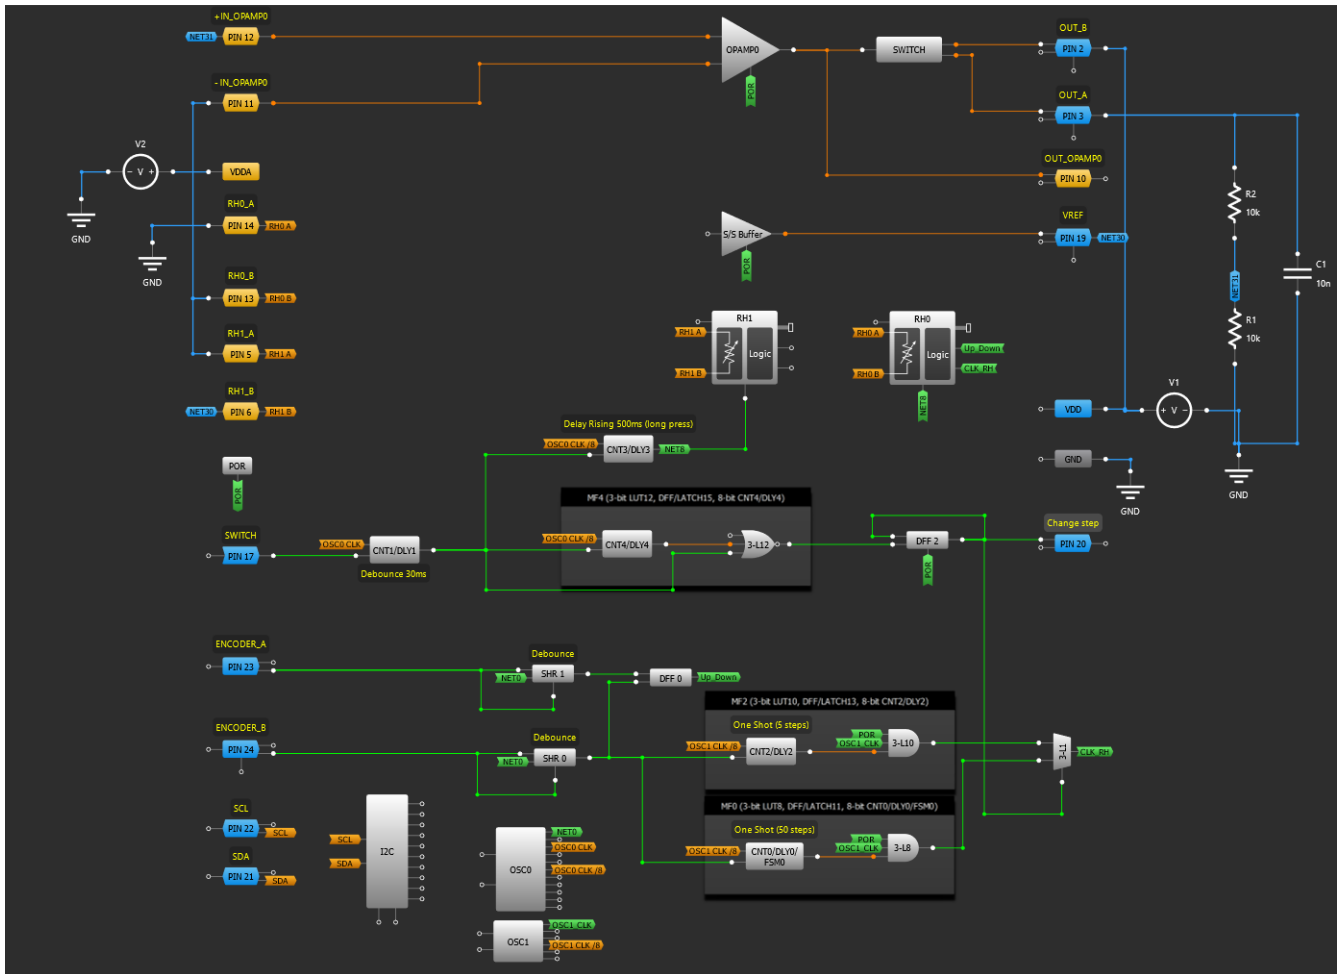 +IN_OPAMP0
NET31
PIN 12
-IN_OPAMP0
PIN 11
V2
- V +
VDDA
GND
RH0_A
PIN 14
RH0 A
GND
RH0_B
PIN 13
RH0 B
RH1_A
PIN 5
RH1 A
RH1_B
NET30
PIN 6
RH1 B
OPAMP0
POR
SWITCH
OUT_B
PIN 2
OUT_A
PIN 3
OUT_OPAMP0
PIN 10
S/S Buffer
POR
VREF
PIN 19
NET30
R2
10k
NET31
R1
10k
C1
10n
RH1
RH1 A
RH1 B
Logic
RH0
RH0 A
RH0 B
Logic
Up_Down
CLK_RH
NET8
V1
VDD
+ V -
GND
GND
GND
Delay Rising 500ms (long press)
OSC0 CLK /8
CNT3/DLY3
NET8
POR
POR
SWITCH
PIN 17
OSC0 CLK
CNT1/DLY1
Debounce 30ms
MF4 (3-bit LUT12, DFF/LATCH15, 8-bit CNT4/DLY4)
OSC0 CLK /8
CNT4/DLY4
3-L12
DFF 2
POR
Change step
PIN 20
ENCODER_A
PIN 23
Debounce
NET0
SHR 1
DFF 0
Up_Down
ENCODER_B
PIN 24
Debounce
NET0
SHR 0
MF2 (3-bit LUT10, DFF/LATCH13, 8-bit CNT2/DLY2)
One Shot (5 steps)
OSC1 CLK /8
CNT2/DLY2
POR
OSC1_CLK
3-L10
3-L1
CLK_RH
MF0 (3-bit LUT8, DFF/LATCH11, 8-bit CNT0/DLY0/FSM0)
One Shot (50 steps)
OSC1 CLK /8
CNT0/DLY0/
FSM0
POR
OSC1_CLK
3-L8
SCL
PIN 22
SCL
SDA
PIN 21
SDA
SCL
SDA
I2C
OSC0
NET0
OSC0 CLK
OSC0 CLK /8
OSC1
OSC1_CLK
OSC1 CLK /8